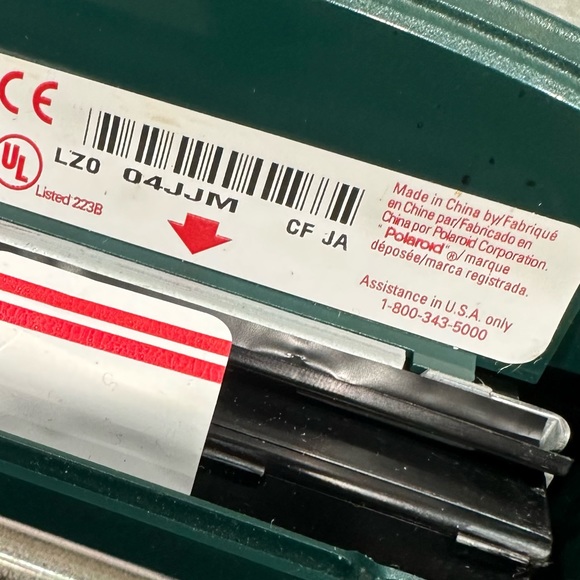 CE
UL
Listed 223B
LZ0 Q4JJM CF JA
Made in China by/Fabriqué
en Chine par/Fabricado en
China por Polaroid Corporation.
"Polaroid"®/marque
déposée/marca registrada.
Assistance in U.S.A. only
1-800-343-5000